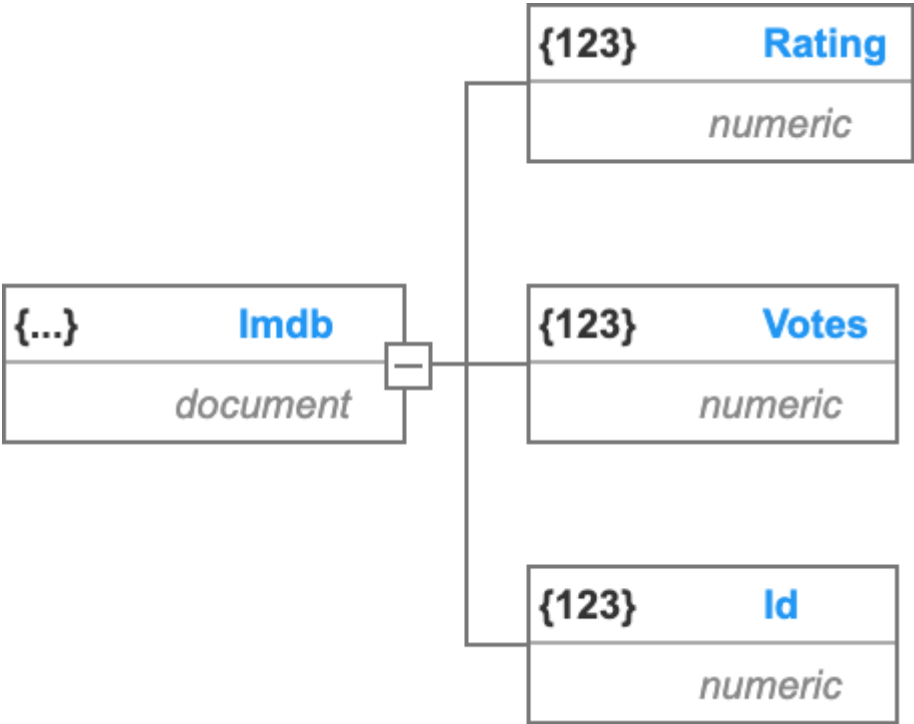 {123} Rating
numeric
{...} Imdb
document
{123} Votes
numeric
{123} Id
numeric